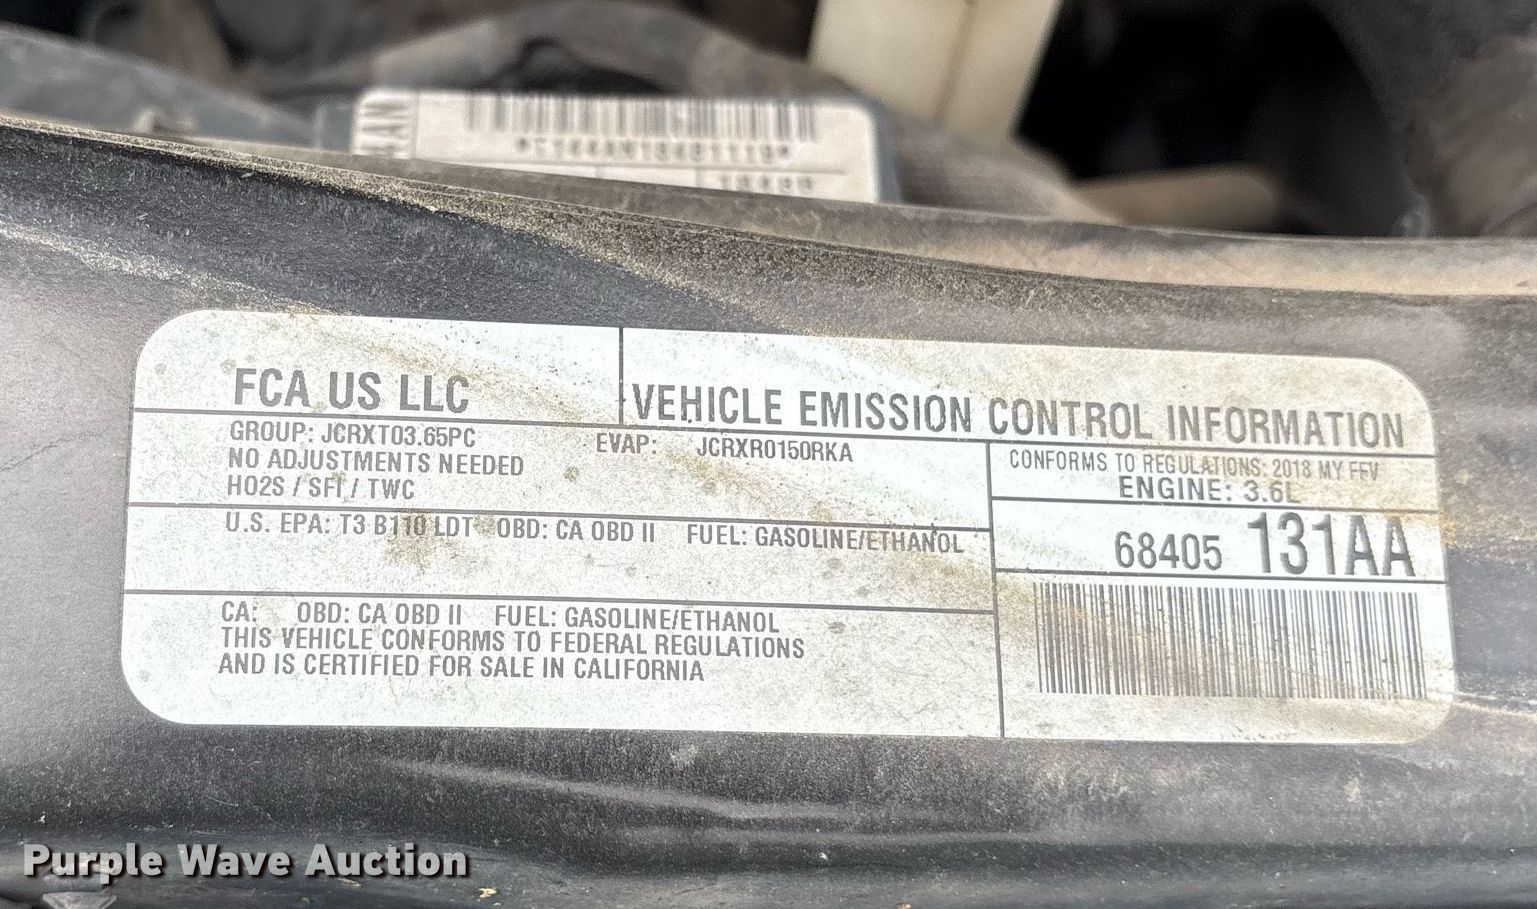 4AN
FCA US LLC
VEHICLE EMISSION CONTROL INFORMATION
GROUP: JCRXT03.65PC
EVAP: JCRXR0150RKA
NO ADJUSTMENTS NEEDED
HO2S / SFI / TWC
CONFORMS TO REGULATIONS: 2018 MY FFV
ENGINE: 3.6L
U.S. EPA: T3 B110 LDT OBD: CA OBD II FUEL: GASOLINE/ETHANOL
68405 131AA
CA: OBD: CA OBD II FUEL: GASOLINE/ETHANOL
THIS VEHICLE CONFORMS TO FEDERAL REGULATIONS
AND IS CERTIFIED FOR SALE IN CALIFORNIA
Purple Wave Auction